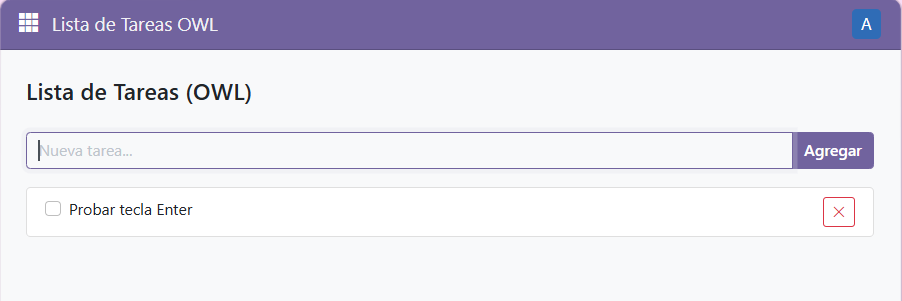 Lista de Tareas OWL
A
Lista de Tareas (OWL)
Nueva tarea...
Agregar
Probar tecla Enter